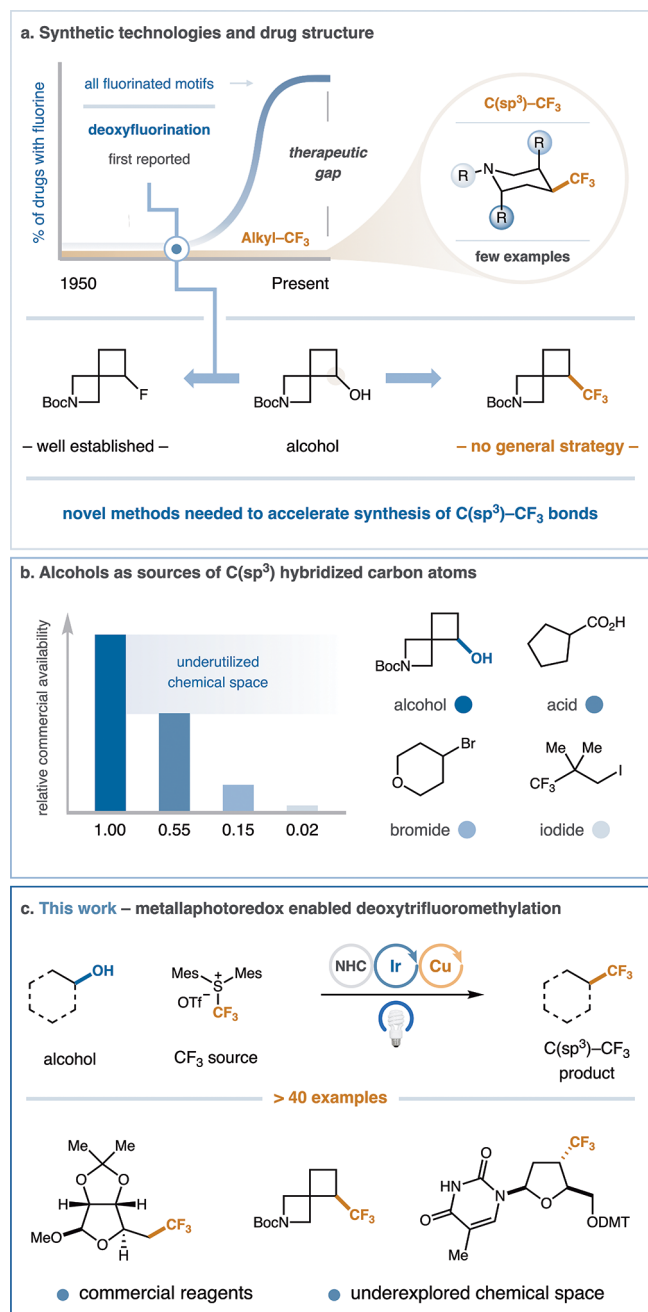 a. Synthetic technologies and drug structure
% of drugs with fluorine
all fluorinated motifs
deoxyfluorination
first reported
therapeutic
gap
Alkyl–CF3
1950
Present
C(sp³)–CF3
R
R
N
CF3
R
few examples
BocN
F
BocN
OH
BocN
CF3
– well established –
alcohol
– no general strategy –
novel methods needed to accelerate synthesis of C(sp³)–CF3 bonds
b. Alcohols as sources of C(sp³) hybridized carbon atoms
relative commercial availability
underutilized
chemical space
1.00
0.55
0.15
0.02
BocN
OH
CO2H
alcohol
acid
O
Br
Me
Me
CF3
I
bromide
iodide
c. This work – metallaphotoredox enabled deoxytrifluoromethylation
OH
Mes
S
+
Mes
OTf–
CF3
NHC
Ir
Cu
CF3
alcohol
CF3 source
C(sp³)–CF3
product
> 40 examples
Me
Me
O
O
H
H
MeO
O
H
CF3
BocN
CF3
O
HN
N
O
Me
CF3
O
ODMT
commercial reagents
underexplored chemical space